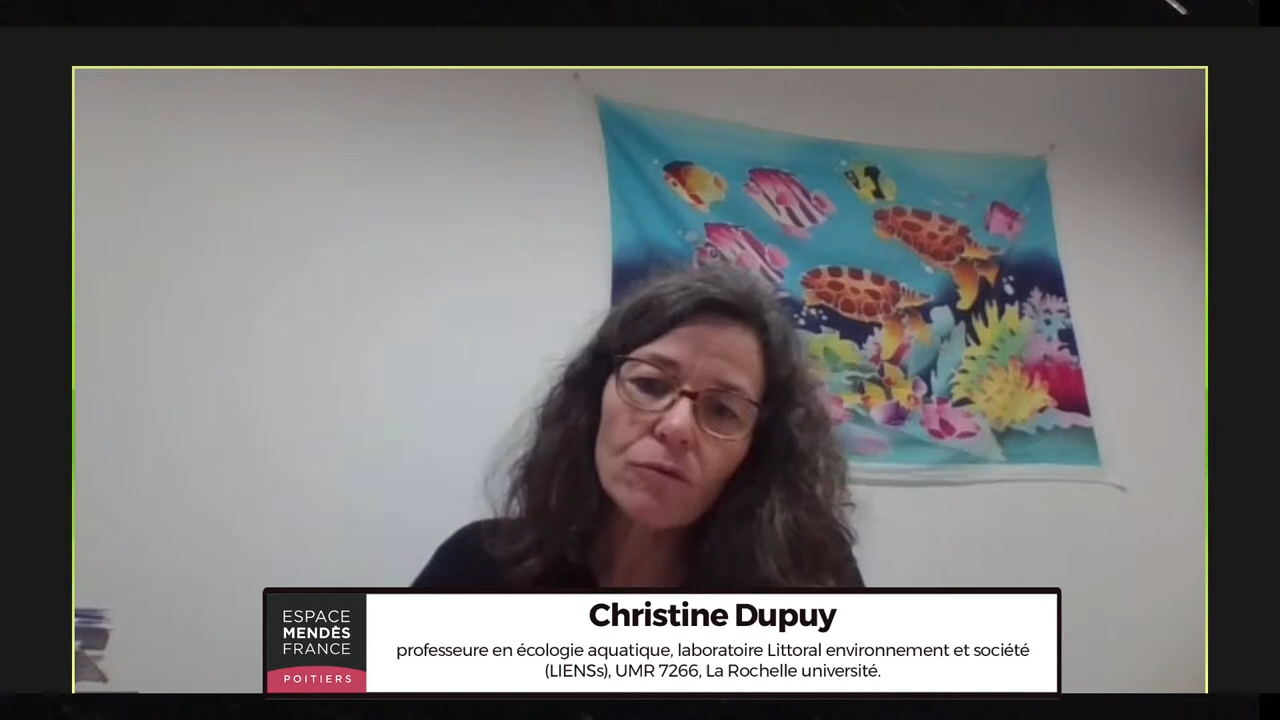 ESPACE
MENDÈS
FRANCE
POITIERS
Christine Dupuy
professeure en écologie aquatique, laboratoire Littoral environnement et société
(LIENSs), UMR 7266, La Rochelle université.